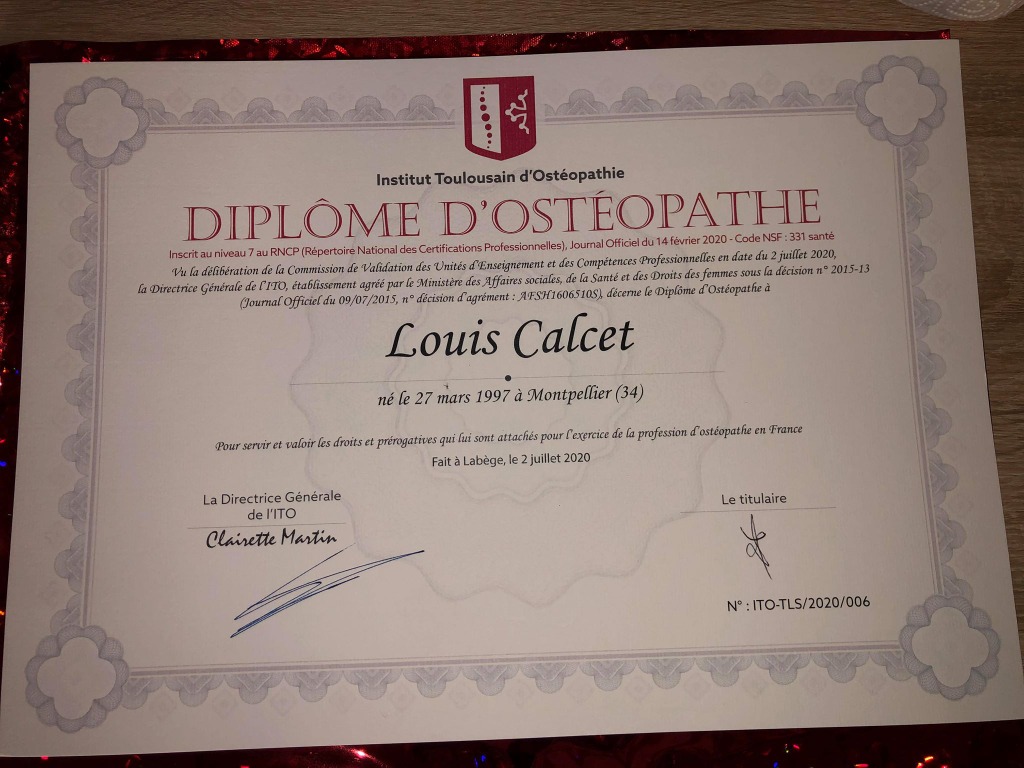 Institut Toulousain d'Ostéopathie
DIPLÔME D'OSTÉOPATHE
Inscrit au niveau 7 au RNCP (Répertoire National des Certifications Professionnelles), Journal Officiel du 14 février 2020 - Code NSF : 331 santé
Vu la délibération de la Commission de Validation des Unités d'Enseignement et des Compétences Professionnelles en date du 2 juillet 2020,
la Directrice Générale de l'ITO, établissement agréé par le Ministère des Affaires sociales, de la Santé et des Droits des femmes sous la décision n° 2015-13
(Journal Officiel du 09/07/2015, n° décision d'agrément : AFSH1606510S), décerne le Diplôme d'Ostéopathe à
Louis Calcet
né le 27 mars 1997 à Montpellier (34)
Pour servir et valoir les droits et prérogatives qui lui sont attachés pour l'exercice de la profession d'ostéopathe en France
Fait à Labège, le 2 juillet 2020
La Directrice Générale
de l'ITO
Clairette Martin
Le titulaire
N° : ITO-TLS/2020/006